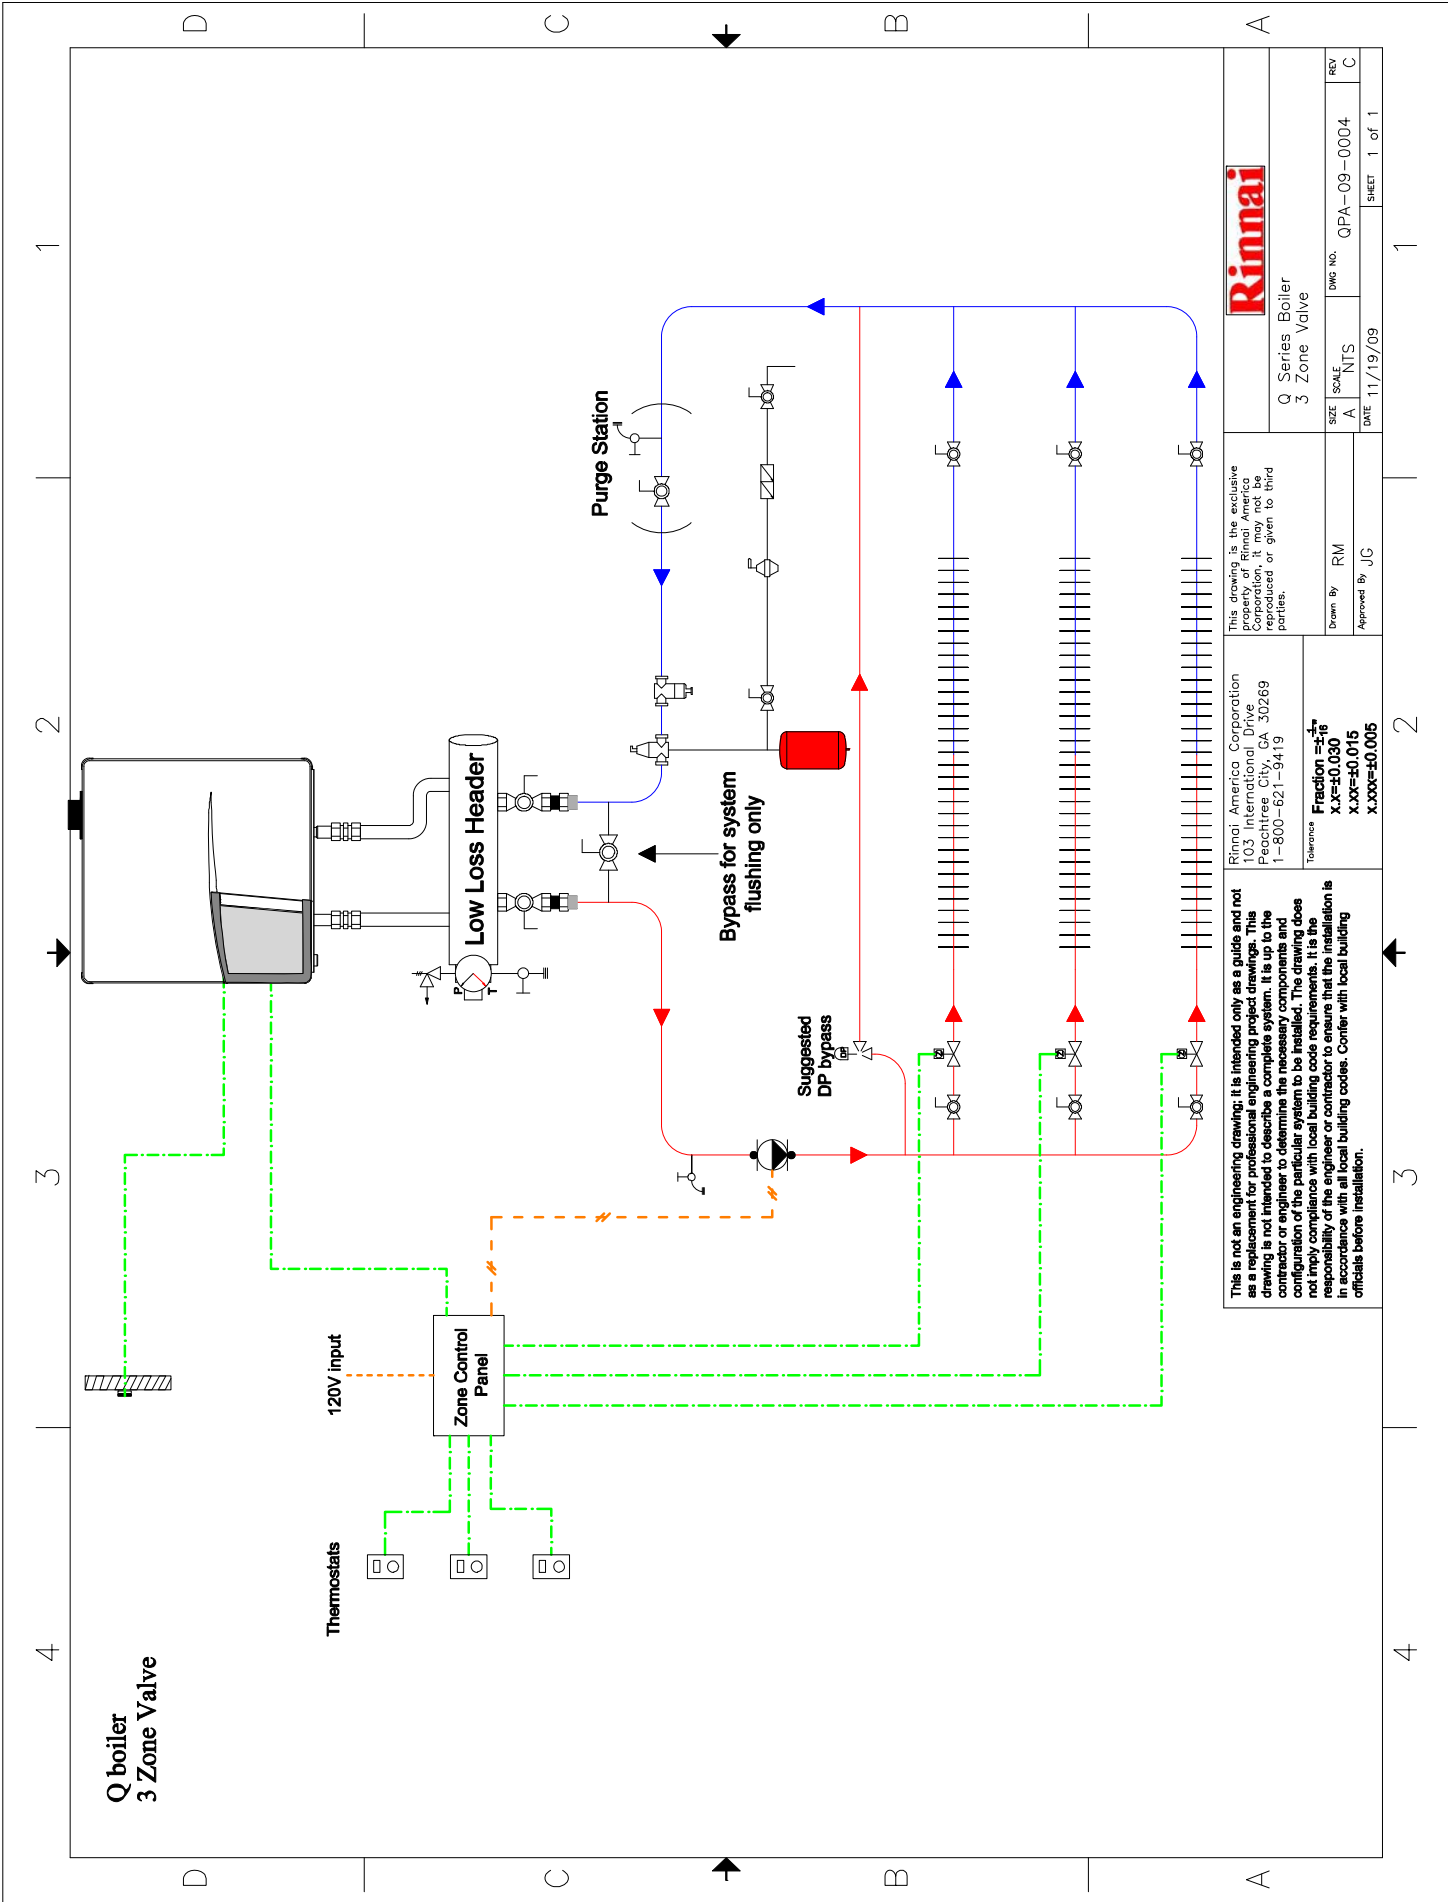 Q boiler
3 Zone Valve
Thermostats
120V input
Zone Control
Panel
Low Loss Header
P
T
Bypass for system
flushing only
Purge Station
Suggested
DP bypass
DP
This is not an engineering drawing; it is intended only as a guide and not
as a replacement for professional engineering project drawings. This
drawing is not intended to describe a complete system. It is up to the
contractor or engineer to determine the necessary components and
configuration of the particular system to be installed. The drawing does
not imply compliance with local building code requirements. It is the
responsibility of the engineer or contractor to ensure that the installation is
in accordance with all local building codes. Confer with local building
officials before installation.
Rinnai America Corporation
103 International Drive
Peachtree City, GA 30269
1-800-621-9419
Tolerance
Fraction =±1/16"
X.X=±0.030
X.XX=±0.015
X.XXX=±0.005
This drawing is the exclusive
property of Rinnai America
Corporation, it may not be
reproduced or given to third
parties.
Drawn By RM
Approved By JG
Rinnai
Q Series Boiler
3 Zone Valve
SIZE A
SCALE NTS
DWG NO. QPA-09-0004
REV C
DATE 11/19/09
SHEET 1 of 1
4
3
2
1
4
3
2
1
D
C
B
A
D
C
B
A